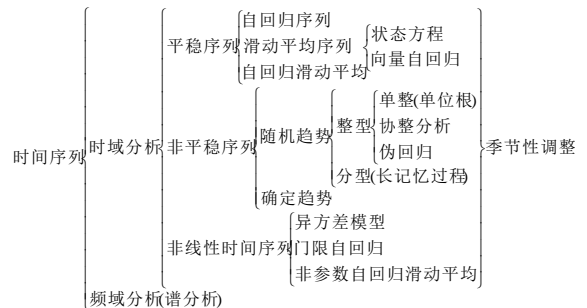 自回归序列
平稳序列
滑动平均序列
状态方程
向量自回归
自回归滑动平均
单整(单位根)
随机趋势
整型
协整分析
时间序列
时域分析
非平稳序列
伪回归
季节性调整
分型(长记忆过程)
确定趋势
异方差模型
非线性时间序列
门限自回归
非参数自回归滑动平均
频域分析(谱分析)